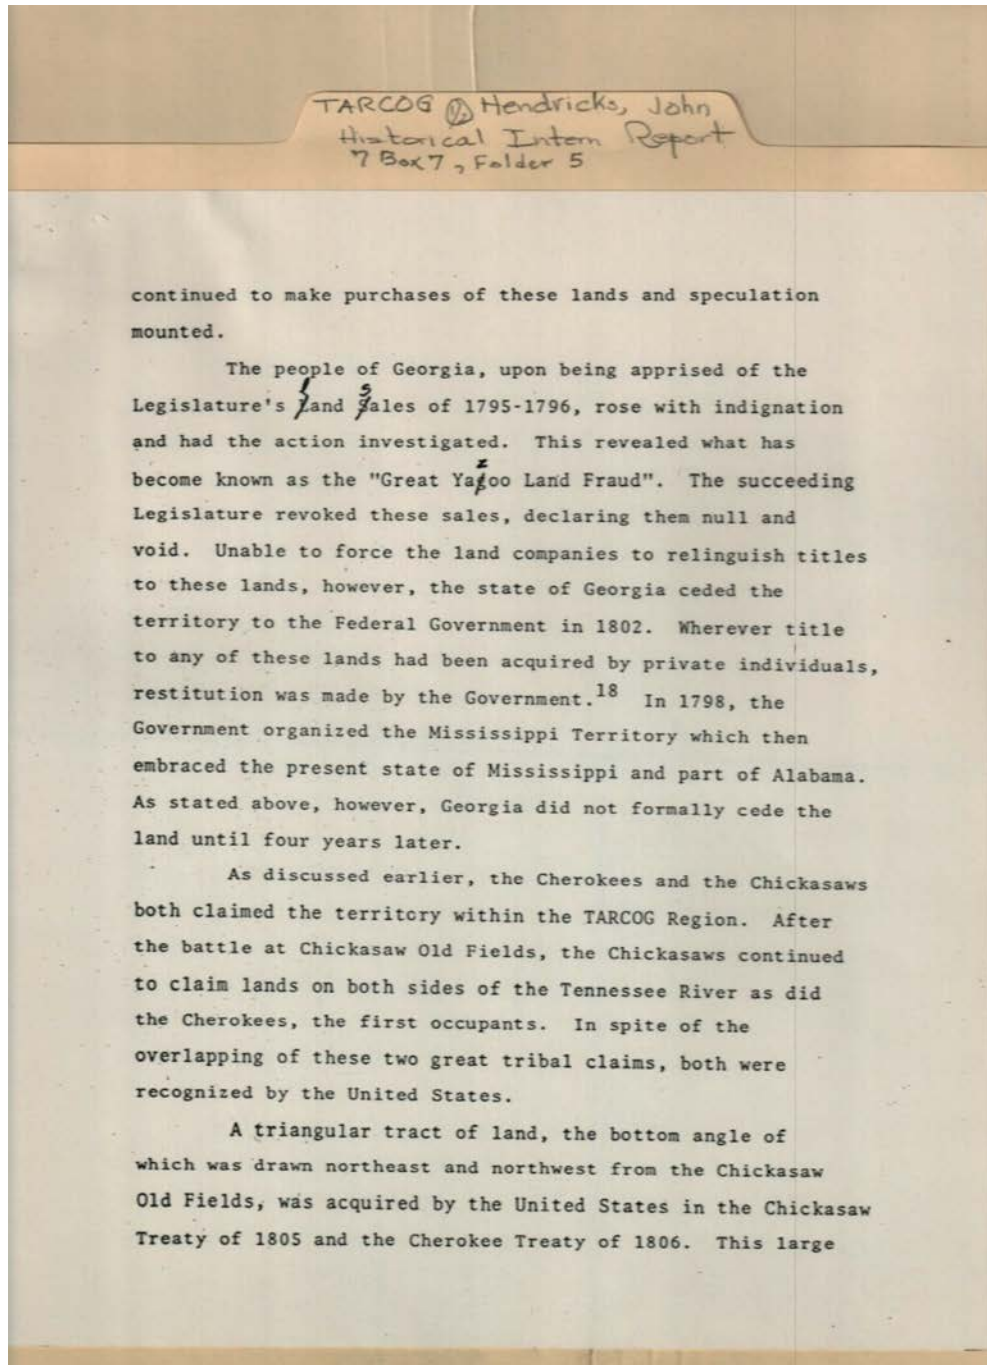 TARCOG Hendricks, John
Historical Intern Report
7 Box 7, Folder 5
continued to make purchases of these lands and speculation
mounted.
The people of Georgia, upon being apprised of the
Legislature's land sales of 1795-1796, rose with indignation
and had the action investigated. This revealed what has
become known as the "Great Yazoo Land Fraud". The succeeding
Legislature revoked these sales, declaring them null and
void. Unable to force the land companies to relinguish titles
to these lands, however, the state of Georgia ceded the
territory to the Federal Government in 1802. Wherever title
to any of these lands had been acquired by private individuals,
restitution was made by the Government.18 In 1798, the
Government organized the Mississippi Territory which then
embraced the present state of Mississippi and part of Alabama.
As stated above, however, Georgia did not formally cede the
land until four years later.
As discussed earlier, the Cherokees and the Chickasaws
both claimed the territory within the TARCOG Region. After
the battle at Chickasaw Old Fields, the Chickasaws continued
to claim lands on both sides of the Tennessee River as did
the Cherokees, the first occupants. In spite of the
overlapping of these two great tribal claims, both were
recognized by the United States.
A triangular tract of land, the bottom angle of
which was drawn northeast and northwest from the Chickasaw
Old Fields, was acquired by the United States in the Chickasaw
Treaty of 1805 and the Cherokee Treaty of 1806. This large